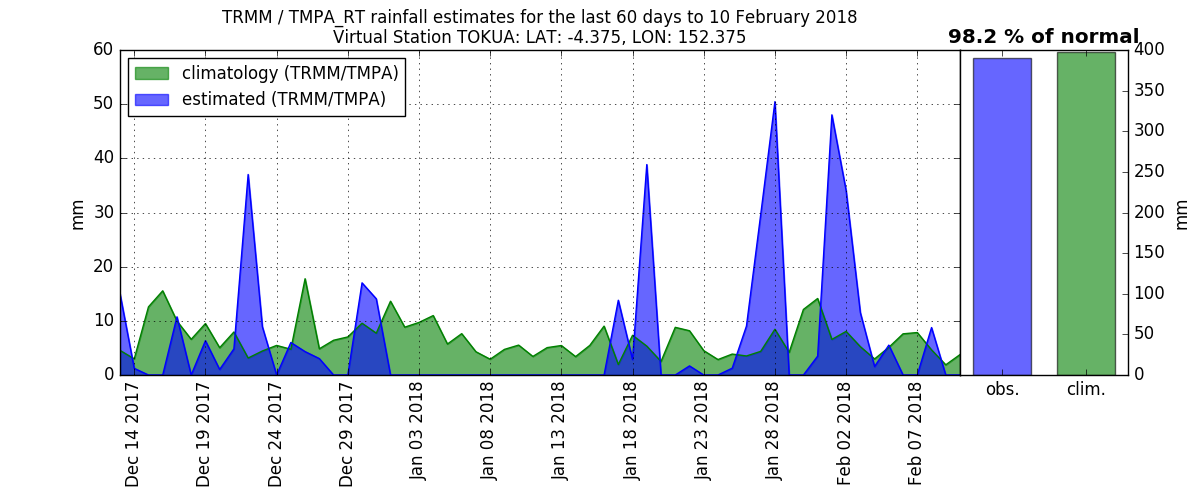 TRMM / TMPA_RT rainfall estimates for the last 60 days to 10 February 2018
Virtual Station TOKUA: LAT: -4.375, LON: 152.375
98.2 % of normal
climatology (TRMM/TMPA)
estimated (TRMM/TMPA)
mm
60
50
40
30
20
10
0
Dec 14 2017
Dec 19 2017
Dec 24 2017
Dec 29 2017
Jan 03 2018
Jan 08 2018
Jan 13 2018
Jan 18 2018
Jan 23 2018
Jan 28 2018
Feb 02 2018
Feb 07 2018
obs.
clim.
400
350
300
250
200
150
100
50
0
mm